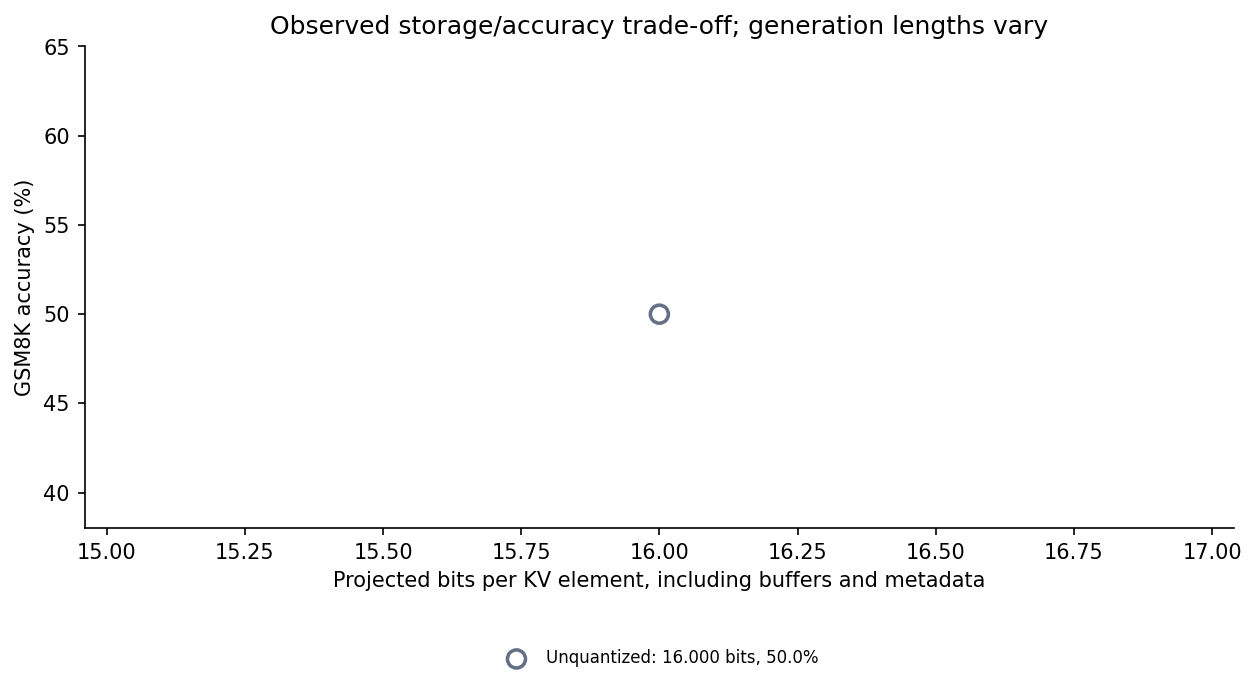 Observed storage/accuracy trade-off; generation lengths vary
GSM8K accuracy (%)
65
60
55
50
45
40
15.00 15.25 15.50 15.75 16.00 16.25 16.50 16.75 17.00
Projected bits per KV element, including buffers and metadata
Unquantized: 16.000 bits, 50.0%